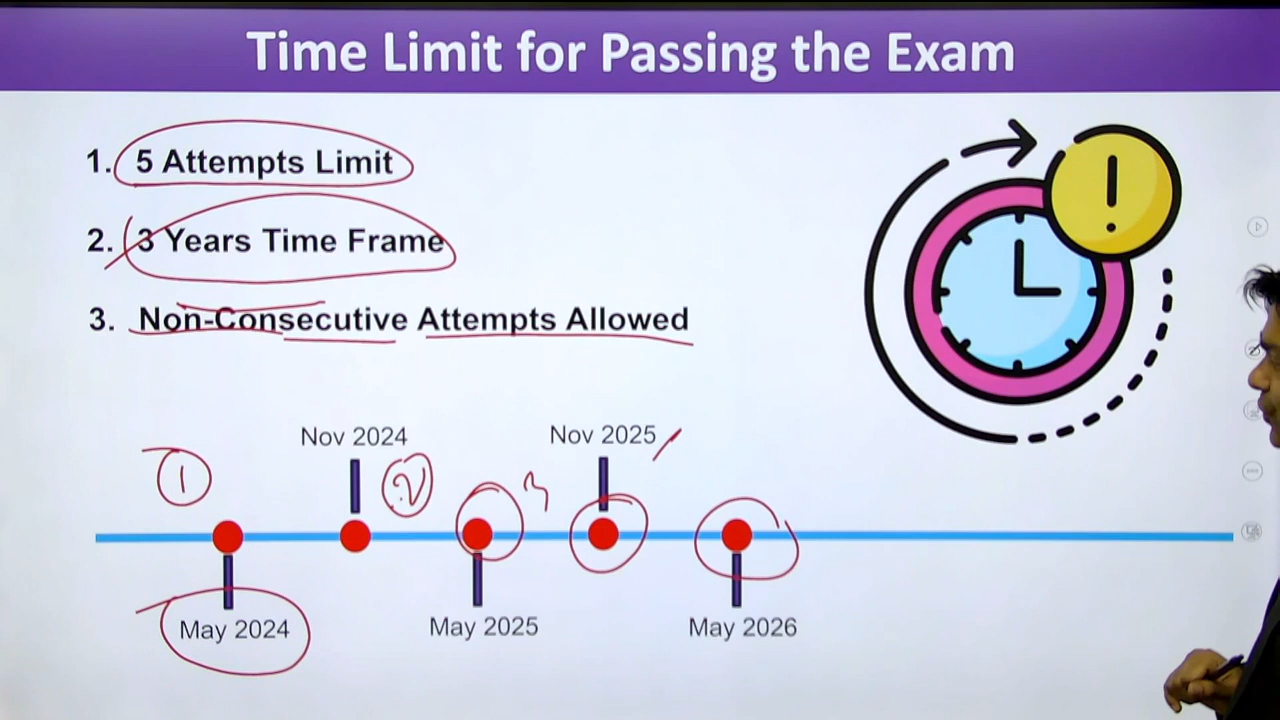 Time Limit for Passing the Exam
1. 5 Attempts Limit
2. 3 Years Time Frame
3. Non-Consecutive Attempts Allowed
Nov 2024
Nov 2025
1
2
3
May 2024
May 2025
May 2026